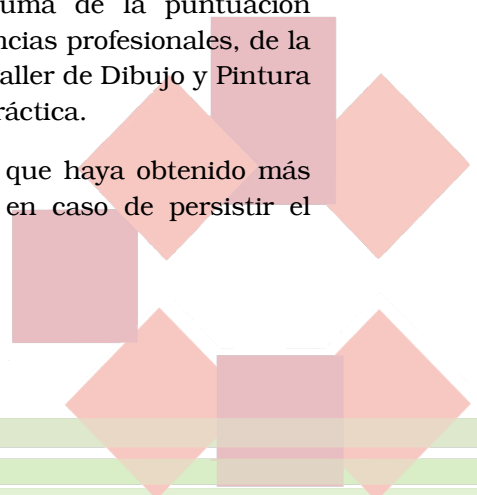 uma de la puntuación
ncias profesionales, de la
aller de Dibujo y Pintura
ráctica.
que haya obtenido más
en caso de persistir el